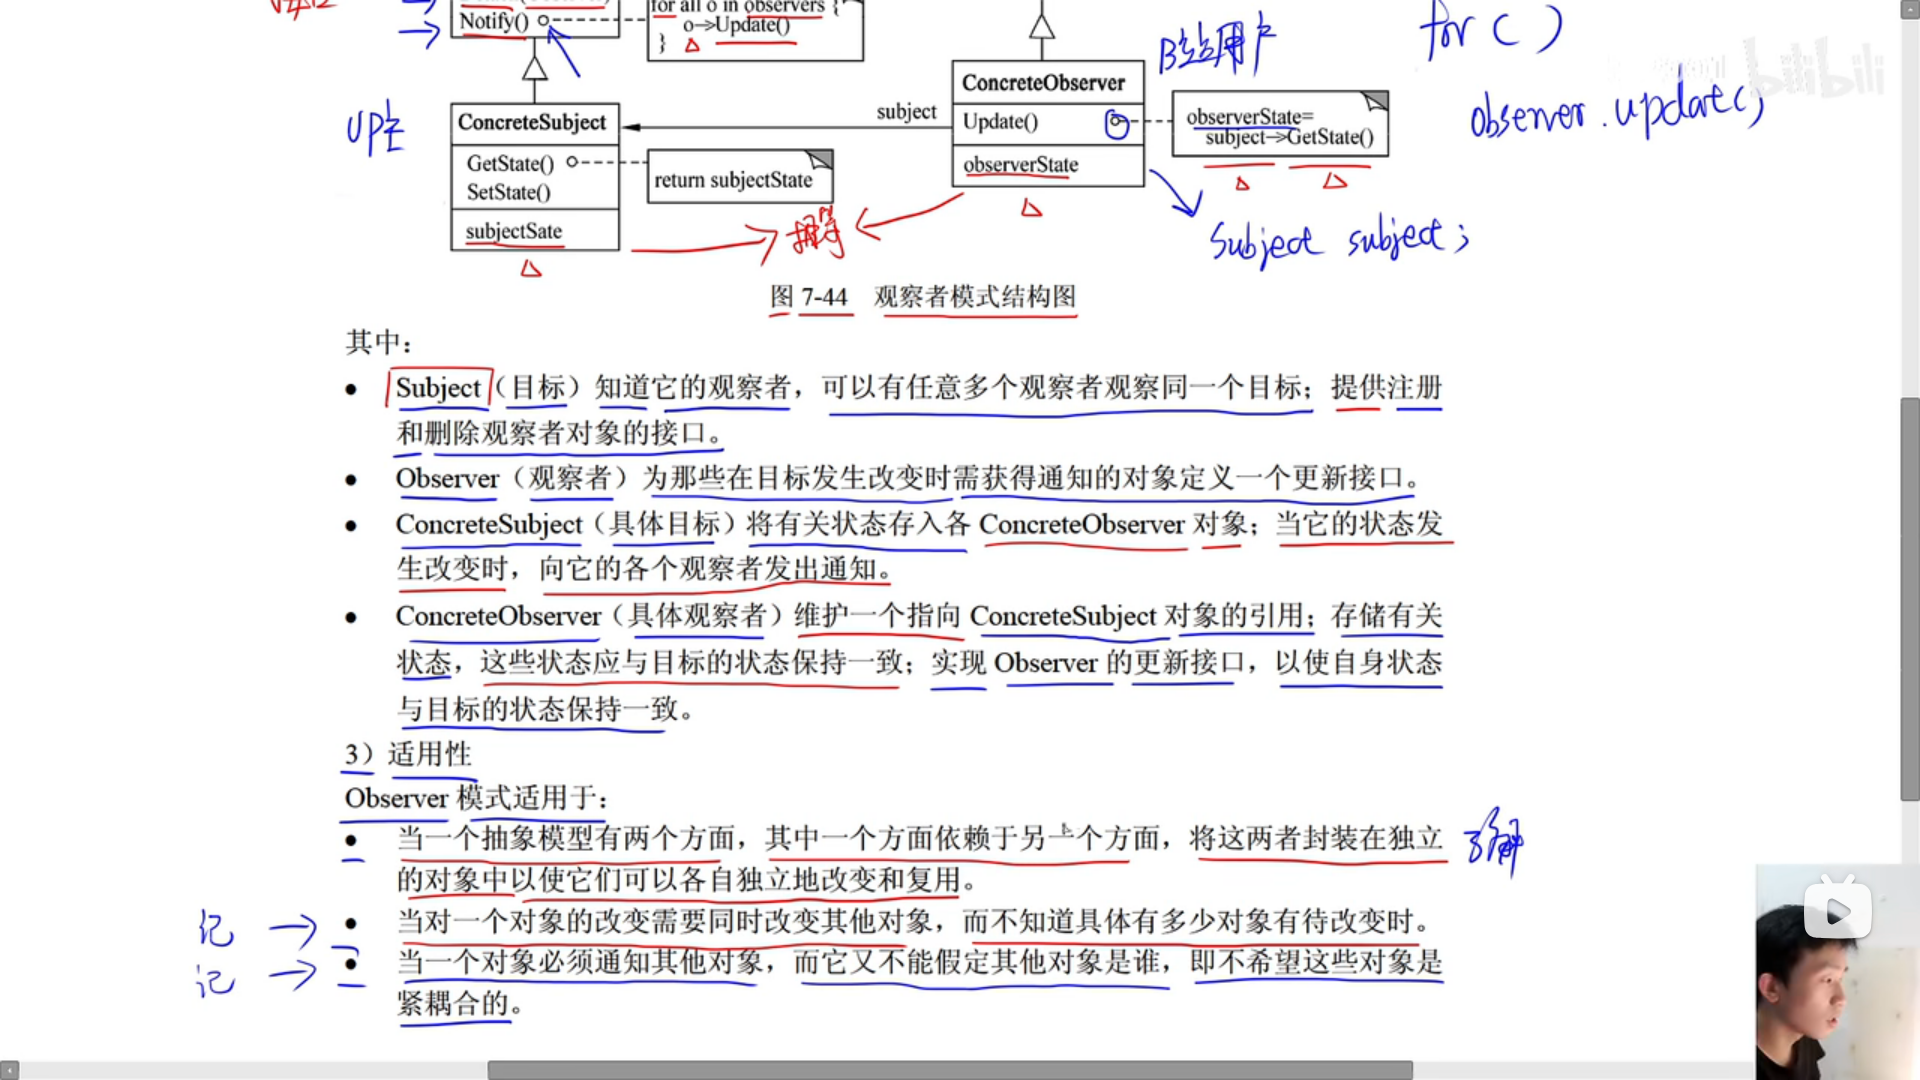 for all o in observers {
Notify()
o->Update()
}
for ( )
B站用户
ConcreteObserver
bilibili
observer.update();
UP主
ConcreteSubject
subject
Update()
observerState=
subject->GetState()
GetState()
SetState()
return subjectState
observerState
subjectSate
Subject subject;
图 7-44 观察者模式结构图
其中：
• Subject（目标）知道它的观察者，可以有任意多个观察者观察同一个目标；提供注册
和删除观察者对象的接口。
• Observer（观察者）为那些在目标发生改变时需获得通知的对象定义一个更新接口。
• ConcreteSubject（具体目标）将有关状态存入各 ConcreteObserver 对象；当它的状态发
生改变时，向它的各个观察者发出通知。
• ConcreteObserver（具体观察者）维护一个指向 ConcreteSubject 对象的引用；存储有关
状态，这些状态应与目标的状态保持一致；实现 Observer 的更新接口，以使自身状态
与目标的状态保持一致。
3）适用性
Observer 模式适用于：
• 当一个抽象模型有两个方面，其中一个方面依赖于另一个方面，将这两者封装在独立
了解
的对象中以使它们可以各自独立地改变和复用。
记
• 当对一个对象的改变需要同时改变其他对象，而不知道具体有多少对象有待改变时。
记
• 当一个对象必须通知其他对象，而它又不能假定其他对象是谁，即不希望这些对象是
紧耦合的。